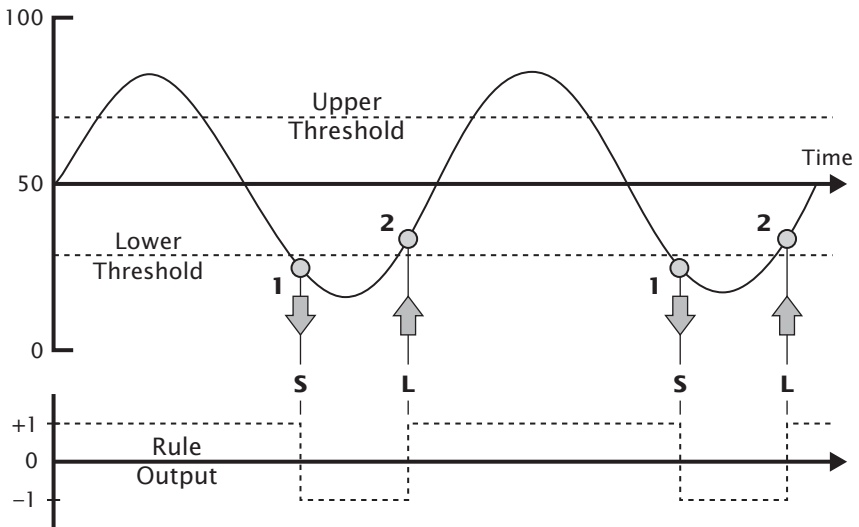 100
Upper
Threshold
Time
50
2
2
Lower
Threshold
1
1
0
S L S L
+1
Rule
0
Output
−1